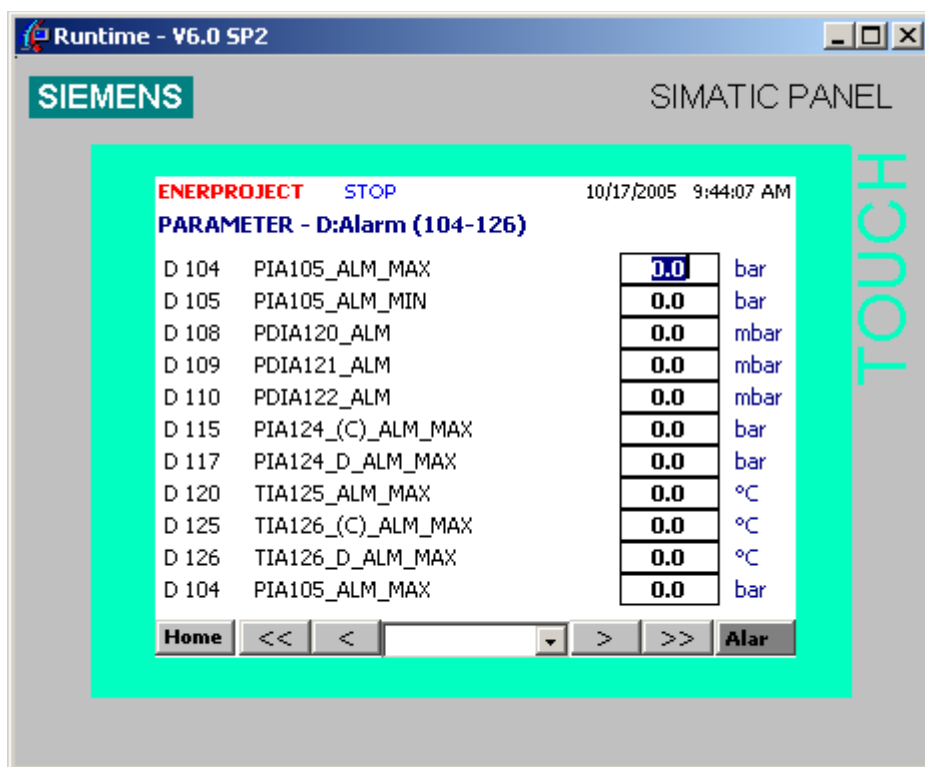 Runtime - V6.0 SP2
SIEMENS SIMATIC PANEL
TOUCH
ENERPROJECT STOP 10/17/2005 9:44:07 AM
PARAMETER - D:Alarm (104-126)
D 104 PIA105_ALM_MAX 0.0 bar
D 105 PIA105_ALM_MIN 0.0 bar
D 108 PDIA120_ALM 0.0 mbar
D 109 PDIA121_ALM 0.0 mbar
D 110 PDIA122_ALM 0.0 mbar
D 115 PIA124_(C)_ALM_MAX 0.0 bar
D 117 PIA124_D_ALM_MAX 0.0 bar
D 120 TIA125_ALM_MAX 0.0 °C
D 125 TIA126_(C)_ALM_MAX 0.0 °C
D 126 TIA126_D_ALM_MAX 0.0 °C
D 104 PIA105_ALM_MAX 0.0 bar
Home << < > >> Alar